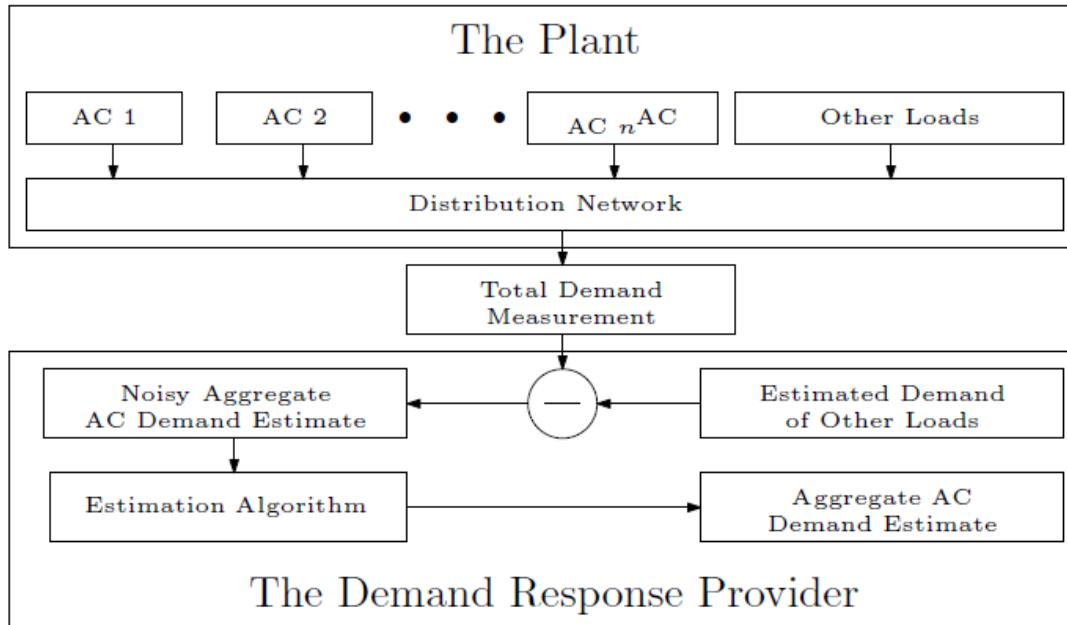 The Plant
AC 1
AC 2
AC n^AC
Other Loads
Distribution Network
Total Demand
Measurement
Noisy Aggregate
AC Demand Estimate
—
Estimated Demand
of Other Loads
Estimation Algorithm
Aggregate AC
Demand Estimate
The Demand Response Provider